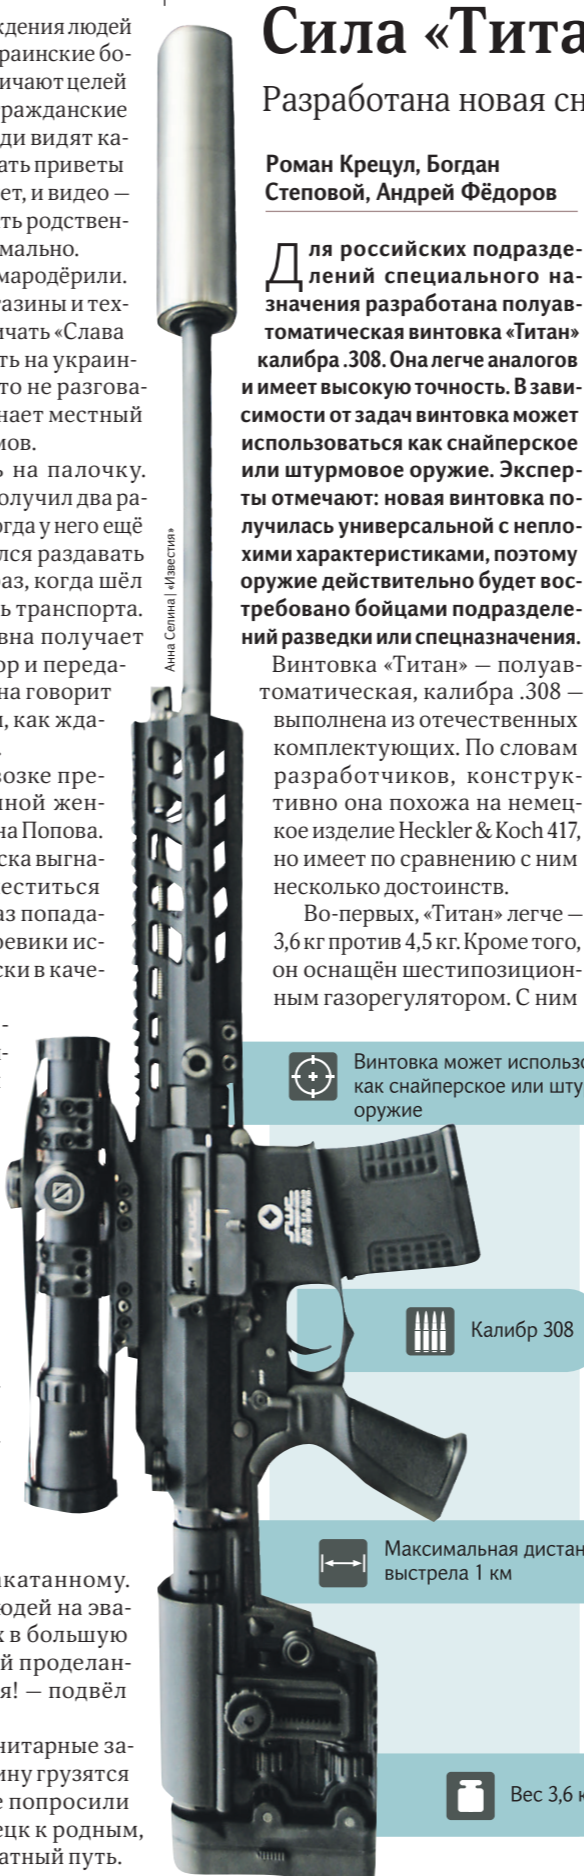 ждения людей
раинские бо-
ичают целей
ражданские
ди видят ка-
ать приветы
ет, и видео —
ть родствен-
мально.
мародёрили.
газины и тех-
ичать «Слава
ть на украин-
то не разгова-
нает местный
мов.
ь на палочку.
олучил два ра-
огда у него ещё
лся раздавать
раз, когда шёл
ь транспорта.
вна получает
ор и переда-
на говорит
и, как жда-
возке пре-
нной жен-
на Попова.
ска выгна-
еститься
аз попада-
оевики ис-
ски в каче-
акатанному.
юдей на эва-
х в большую
й проделан-
я! — подвёл
нитарные за-
ину грузятся
е попросили
ецк к родным,
атный путь.
Анна Селина | «Известия»
Сила «Тита
Разработана новая сн
Роман Крецул, Богдан
Степовой, Андрей Фёдоров
Для российских подразде-
лений специального на-
значения разработана полуав-
томатическая винтовка «Титан»
калибра .308. Она легче аналогов
и имеет высокую точность. В зави-
симости от задач винтовка может
использоваться как снайперское
или штурмовое оружие. Экспер-
ты отмечают: новая винтовка по-
лучилась универсальной с непло-
хими характеристиками, поэтому
оружие действительно будет вос-
требовано бойцами подразделе-
ний разведки или спецназначения.
Винтовка «Титан» — полуав-
томатическая, калибра .308 —
выполнена из отечественных
комплектующих. По словам
разработчиков, конструк-
тивно она похожа на немец-
кое изделие Heckler & Koch 417,
но имеет по сравнению с ним
несколько достоинств.
Во-первых, «Титан» легче —
3,6 кг против 4,5 кг. Кроме того,
он оснащён шестипозицион-
ным газорегулятором. С ним
Винтовка может использо
как снайперское или шту
оружие
Калибр 308
Максимальная дистан
выстрела 1 км
Вес 3,6 к